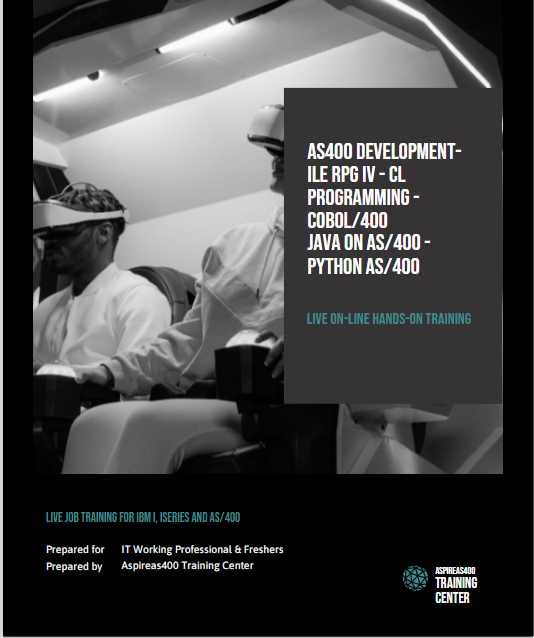 AS400 DEVELOPMENT-
ILE RPG IV - CL
PROGRAMMING -
COBOL/400
JAVA ON AS/400 -
PYTHON AS/400
LIVE ON-LINE HANDS-ON TRAINING
LIVE JOB TRAINING FOR IBM I, ISERIES AND AS/400
Prepared for IT Working Professional & Freshers
Prepared by Aspireas400 Training Center
ASPIREAS400
TRAINING
CENTER